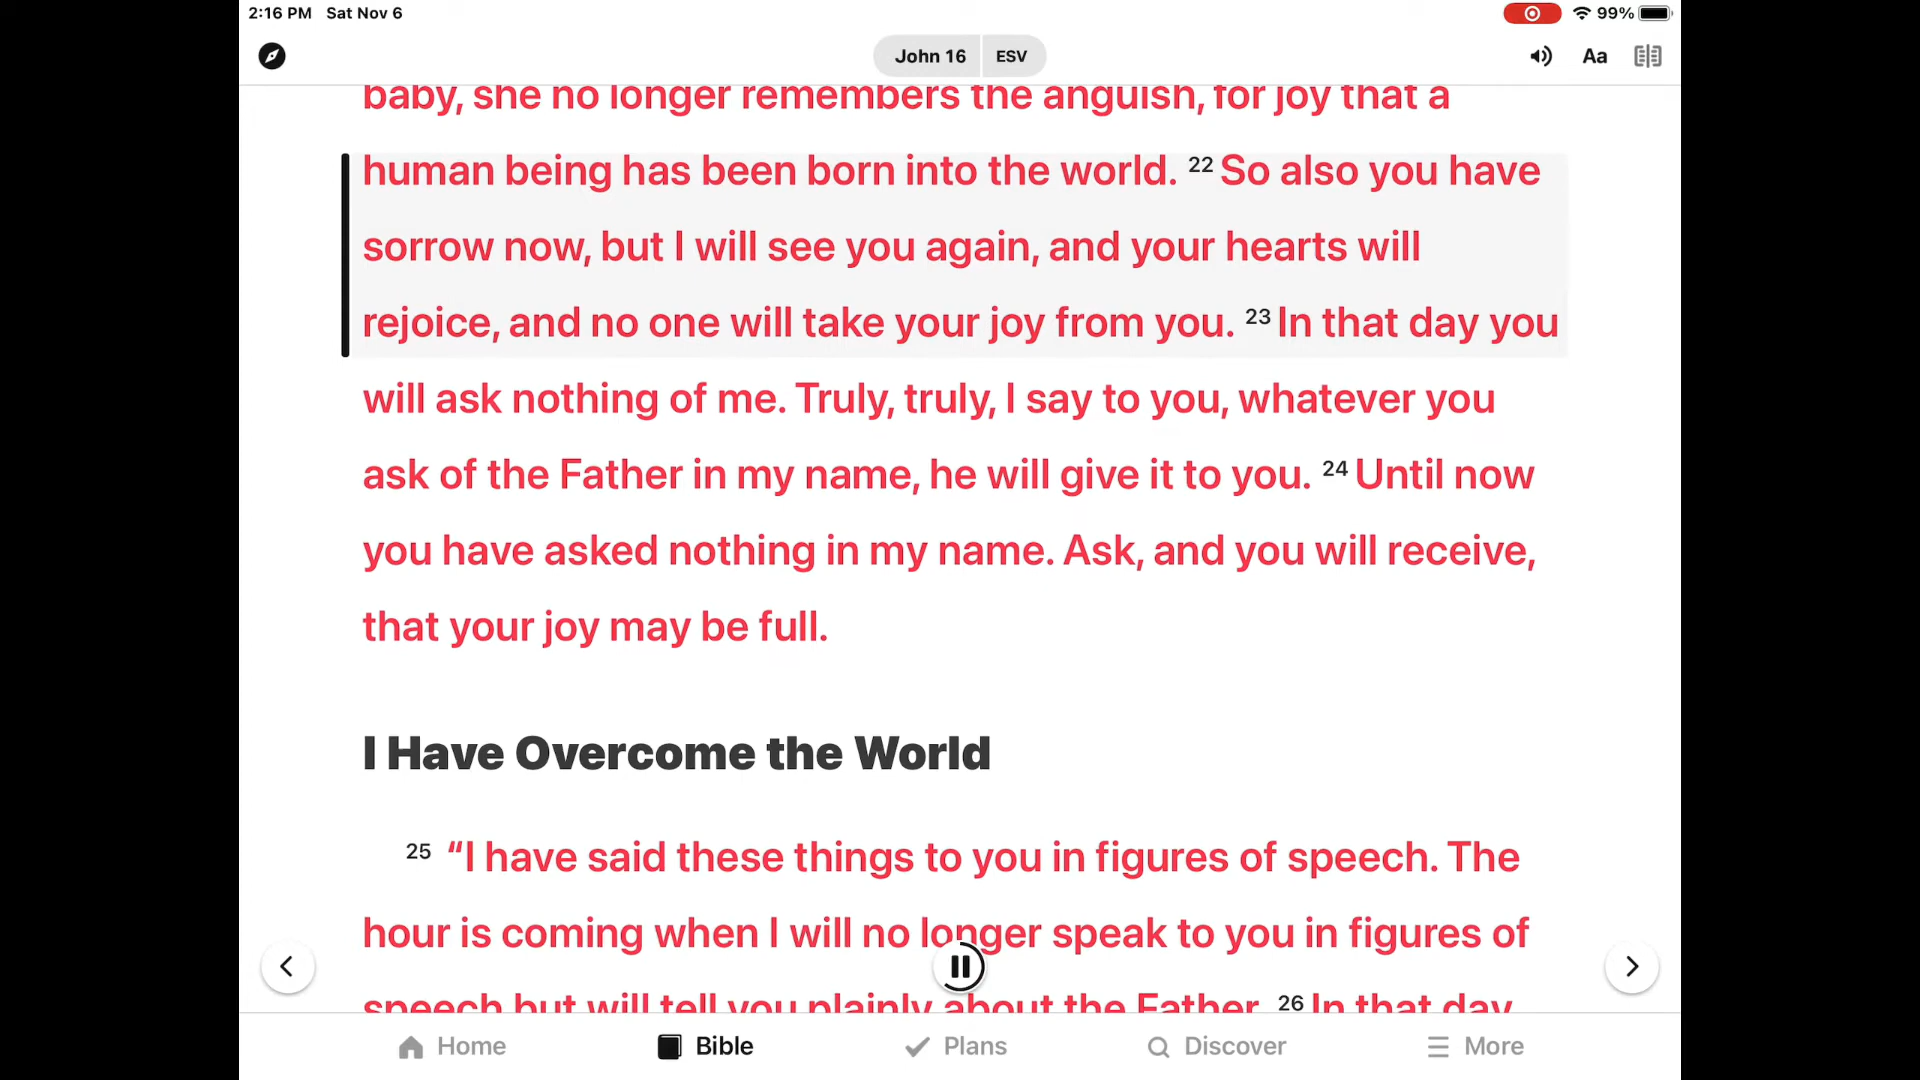 2:16 PM Sat Nov 6 99%
John 16 ESV Aa
baby, she no longer remembers the anguish, for joy that a
human being has been born into the world. 22 So also you have
sorrow now, but I will see you again, and your hearts will
rejoice, and no one will take your joy from you. 23 In that day you
will ask nothing of me. Truly, truly, I say to you, whatever you
ask of the Father in my name, he will give it to you. 24 Until now
you have asked nothing in my name. Ask, and you will receive,
that your joy may be full.
I Have Overcome the World
25 “I have said these things to you in figures of speech. The
hour is coming when I will no longer speak to you in figures of
speech but will tell you plainly about the Father. 26 In that day
Home Bible Plans Discover More